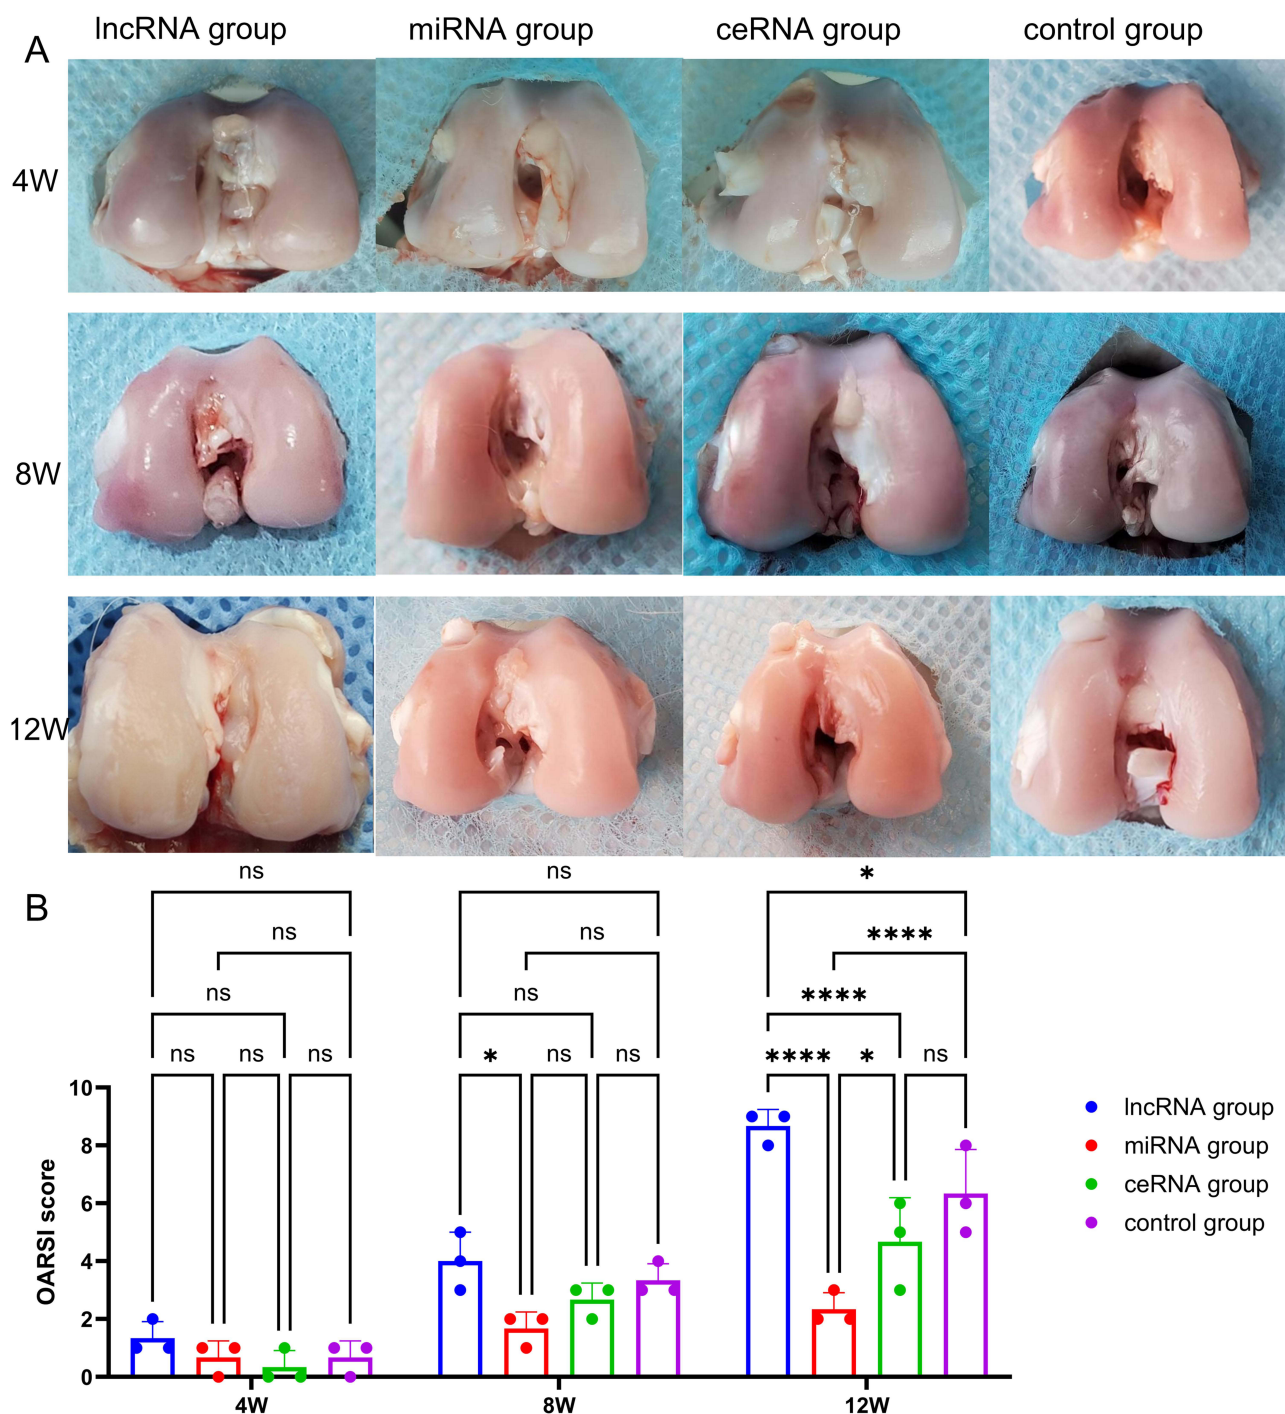 A
lncRNA group
miRNA group
ceRNA group
control group
4W
8W
12W
B
ns
ns
*
ns
ns
****
ns
ns
****
ns
ns
ns
*
ns
ns
****
*
ns
OARSI score
10
8
6
4
2
0
4W
8W
12W
lncRNA group
miRNA group
ceRNA group
control group